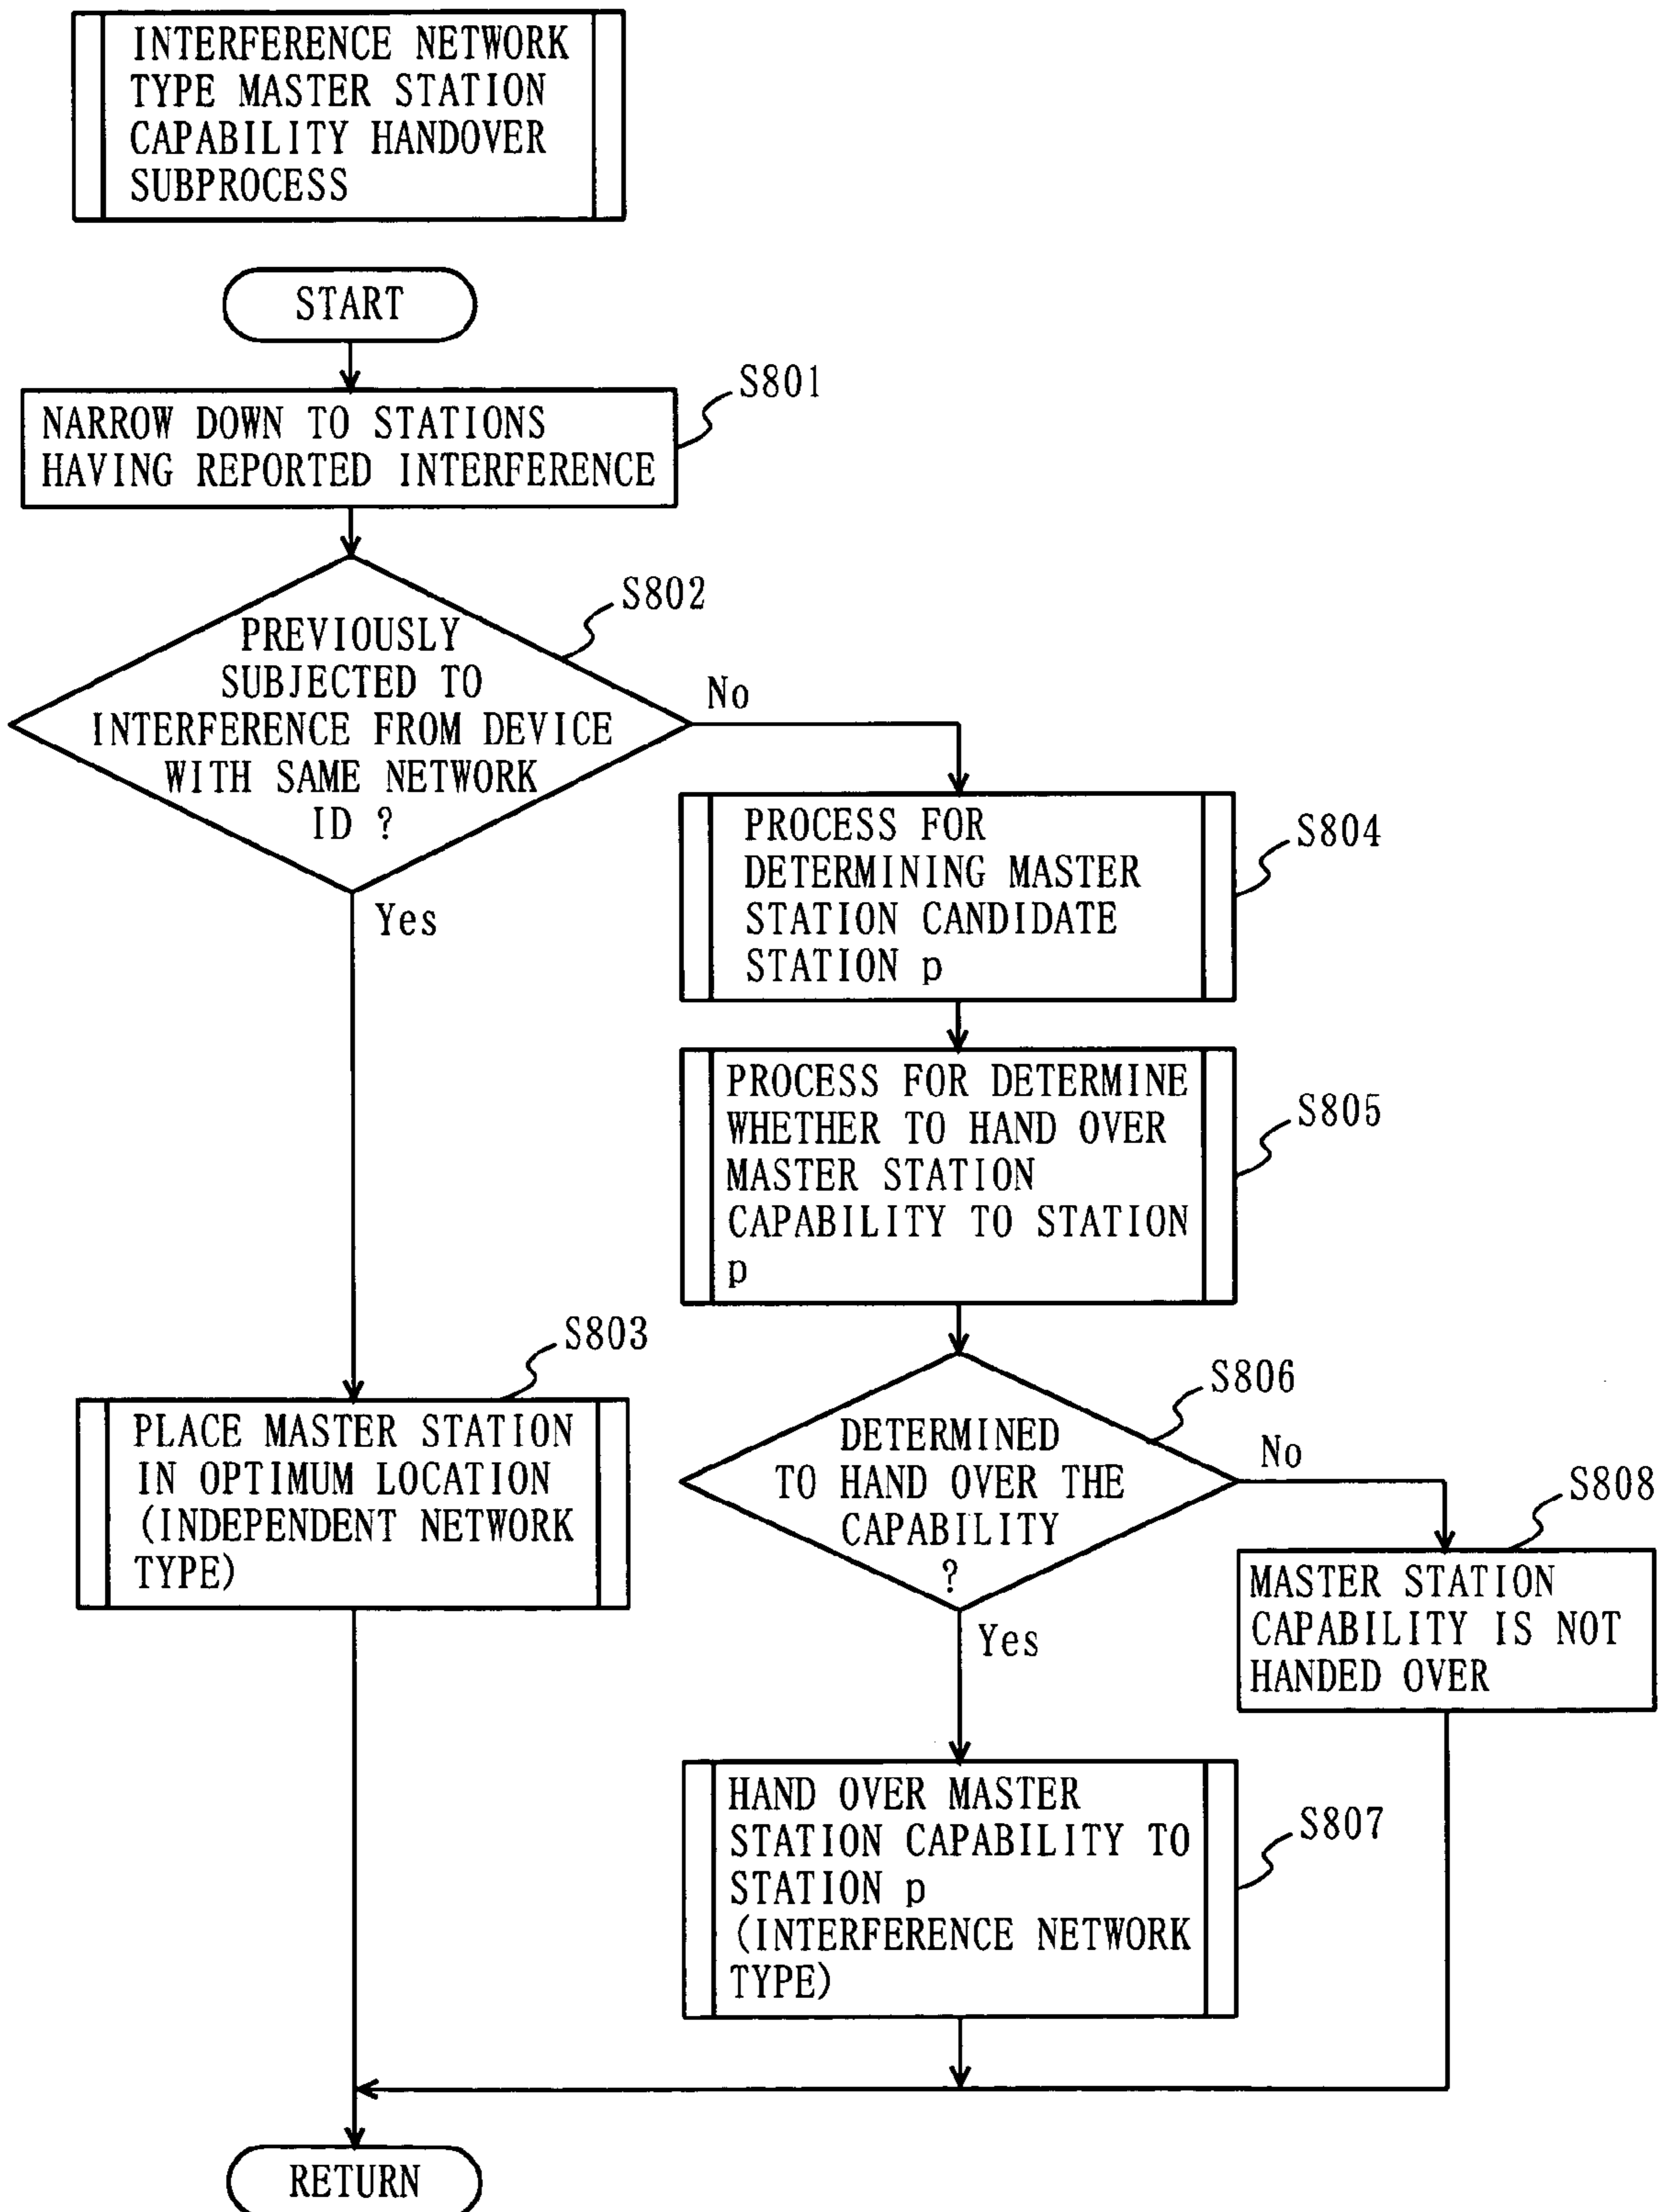 INTERFERENCE NETWORK
TYPE MASTER STATION
CAPABILITY HANDOVER
SUBPROCESS
START
S801
NARROW DOWN TO STATIONS
HAVING REPORTED INTERFERENCE
S802
PREVIOUSLY
SUBJECTED TO
INTERFERENCE FROM DEVICE
WITH SAME NETWORK
ID ?
No
Yes
S804
PROCESS FOR
DETERMINING MASTER
STATION CANDIDATE
STATION p
S805
PROCESS FOR DETERMINE
WHETHER TO HAND OVER
MASTER STATION
CAPABILITY TO STATION
p
S803
PLACE MASTER STATION
IN OPTIMUM LOCATION
(INDEPENDENT NETWORK
TYPE)
S806
DETERMINED
TO HAND OVER THE
CAPABILITY
?
No
Yes
S808
MASTER STATION
CAPABILITY IS NOT
HANDED OVER
S807
HAND OVER MASTER
STATION CAPABILITY TO
STATION p
(INTERFERENCE NETWORK
TYPE)
RETURN